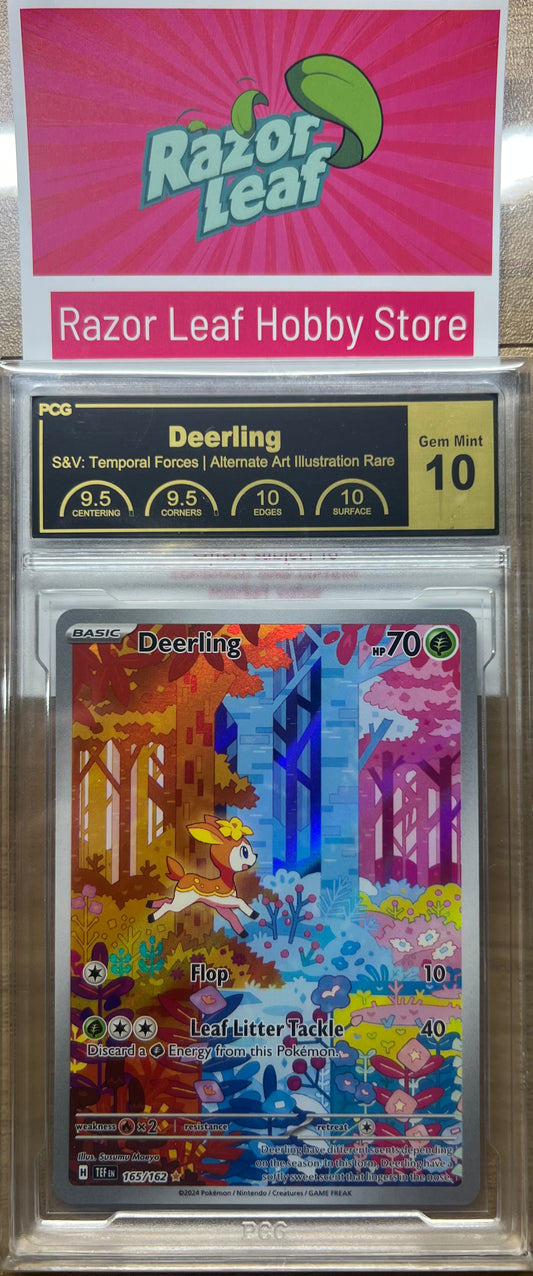 Razor
Leaf
Razor Leaf Hobby Store
PCG
Deerling
S&V: Temporal Forces | Alternate Art Illustration Rare
9.5
CENTERING
9.5
CORNERS
10
EDGES
10
SURFACE
Gem Mint
10
BASIC
Deerling
HP70
Flop 10
Leaf Litter Tackle 40
Discard a Energy from this Pokémon.
weakness ×2 resistance retreat
Illus. Susumu Maeya
H TEF EN 165/162
Deerling have different scents depending
on the season. In this form, Deerling have a
softly sweet scent that lingers in the nose.
©2024 Pokémon / Nintendo / Creatures / GAME FREAK
PCG